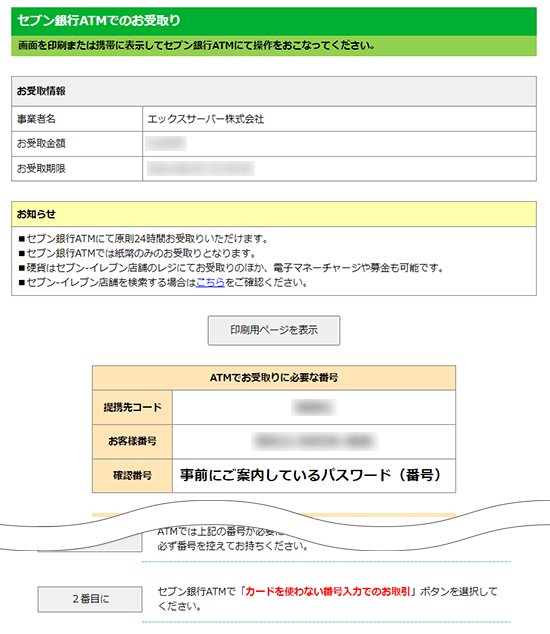 セブン銀行ATMでのお受取り
画面を印刷または携帯に表示してセブン銀行ATMにて操作をおこなってください。
お受取情報
事業者名 エックスサーバー株式会社
お受取金額
お受取期限
お知らせ
■セブン銀行ATMにて原則24時間お受取りいただけます。
■セブン銀行ATMでは紙幣のみのお受取りとなります。
■硬貨はセブン-イレブン店舗のレジにてお受取りのほか、電子マネーチャージや募金も可能です。
■セブン-イレブン店舗を検索する場合はこちらをご確認ください。
印刷用ページを表示
ATMでお受取りに必要な番号
提携先コード
お客様番号
確認番号 事前にご案内しているパスワード（番号）
ATMでは上記の番号が必要に
必ず番号を控えてお持ちください。
２番目に セブン銀行ATMで「カードを使わない番号入力でのお取引」ボタンを選択して
ください。